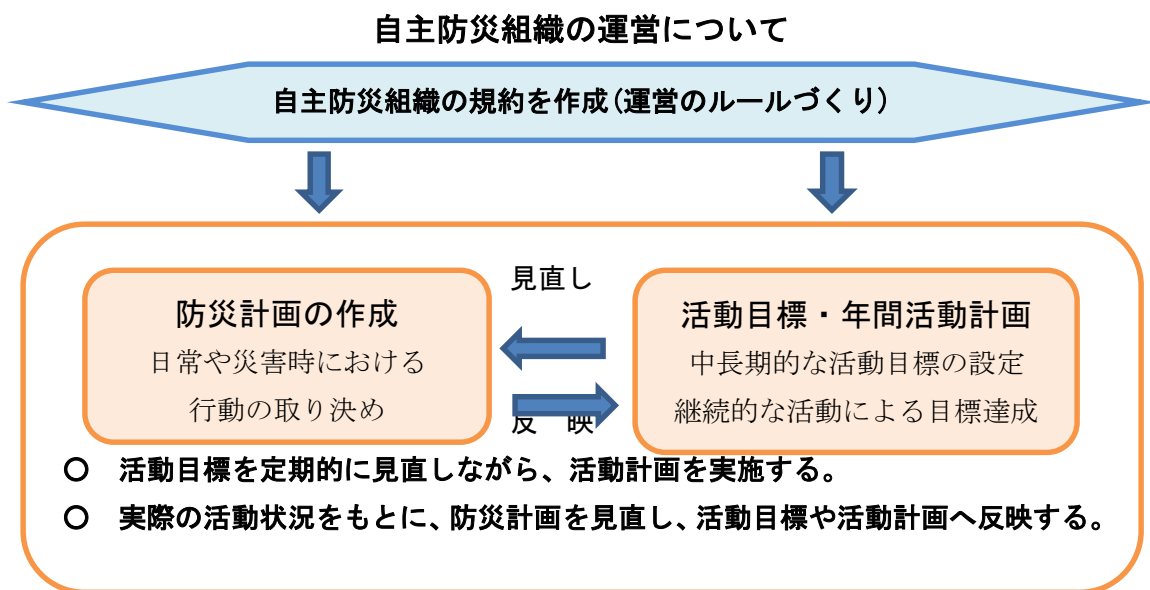 自主防災組織の運営について
自主防災組織の規約を作成(運営のルールづくり)
防災計画の作成
日常や災害時における
行動の取り決め
見直し
反　映
活動目標・年間活動計画
中長期的な活動目標の設定
継続的な活動による目標達成
○　活動目標を定期的に見直しながら、活動計画を実施する。
○　実際の活動状況をもとに、防災計画を見直し、活動目標や活動計画へ反映する。